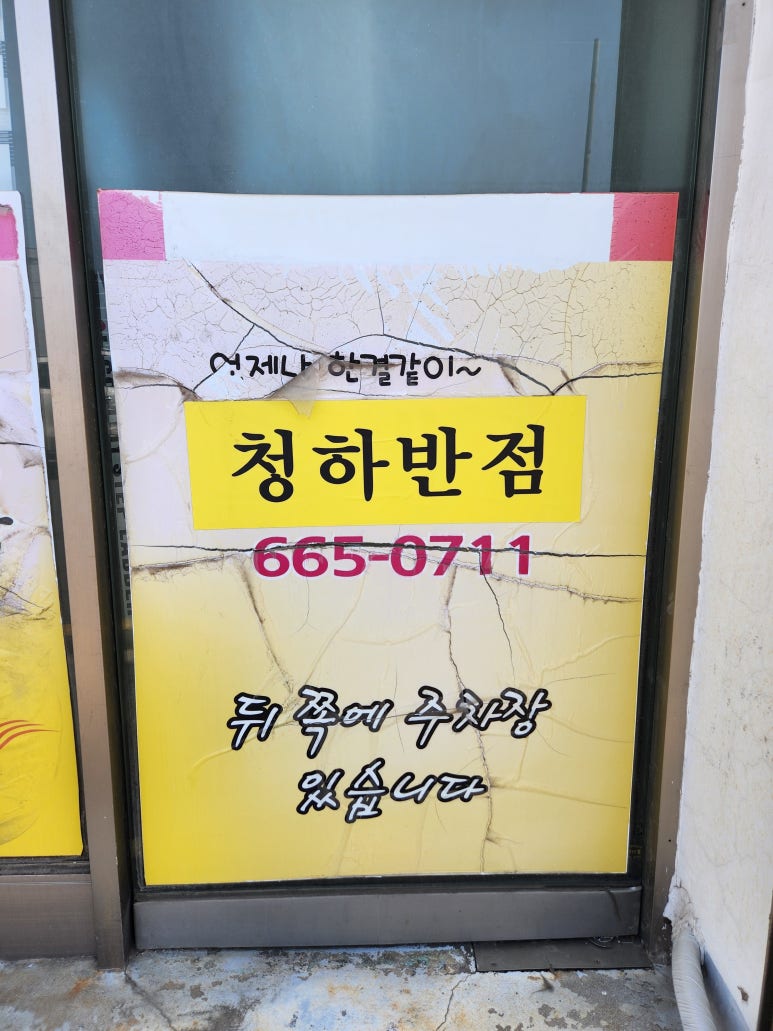 언제나 한결같이~
청하반점
665-0711
뒤 쪽에 주차장
있습니다